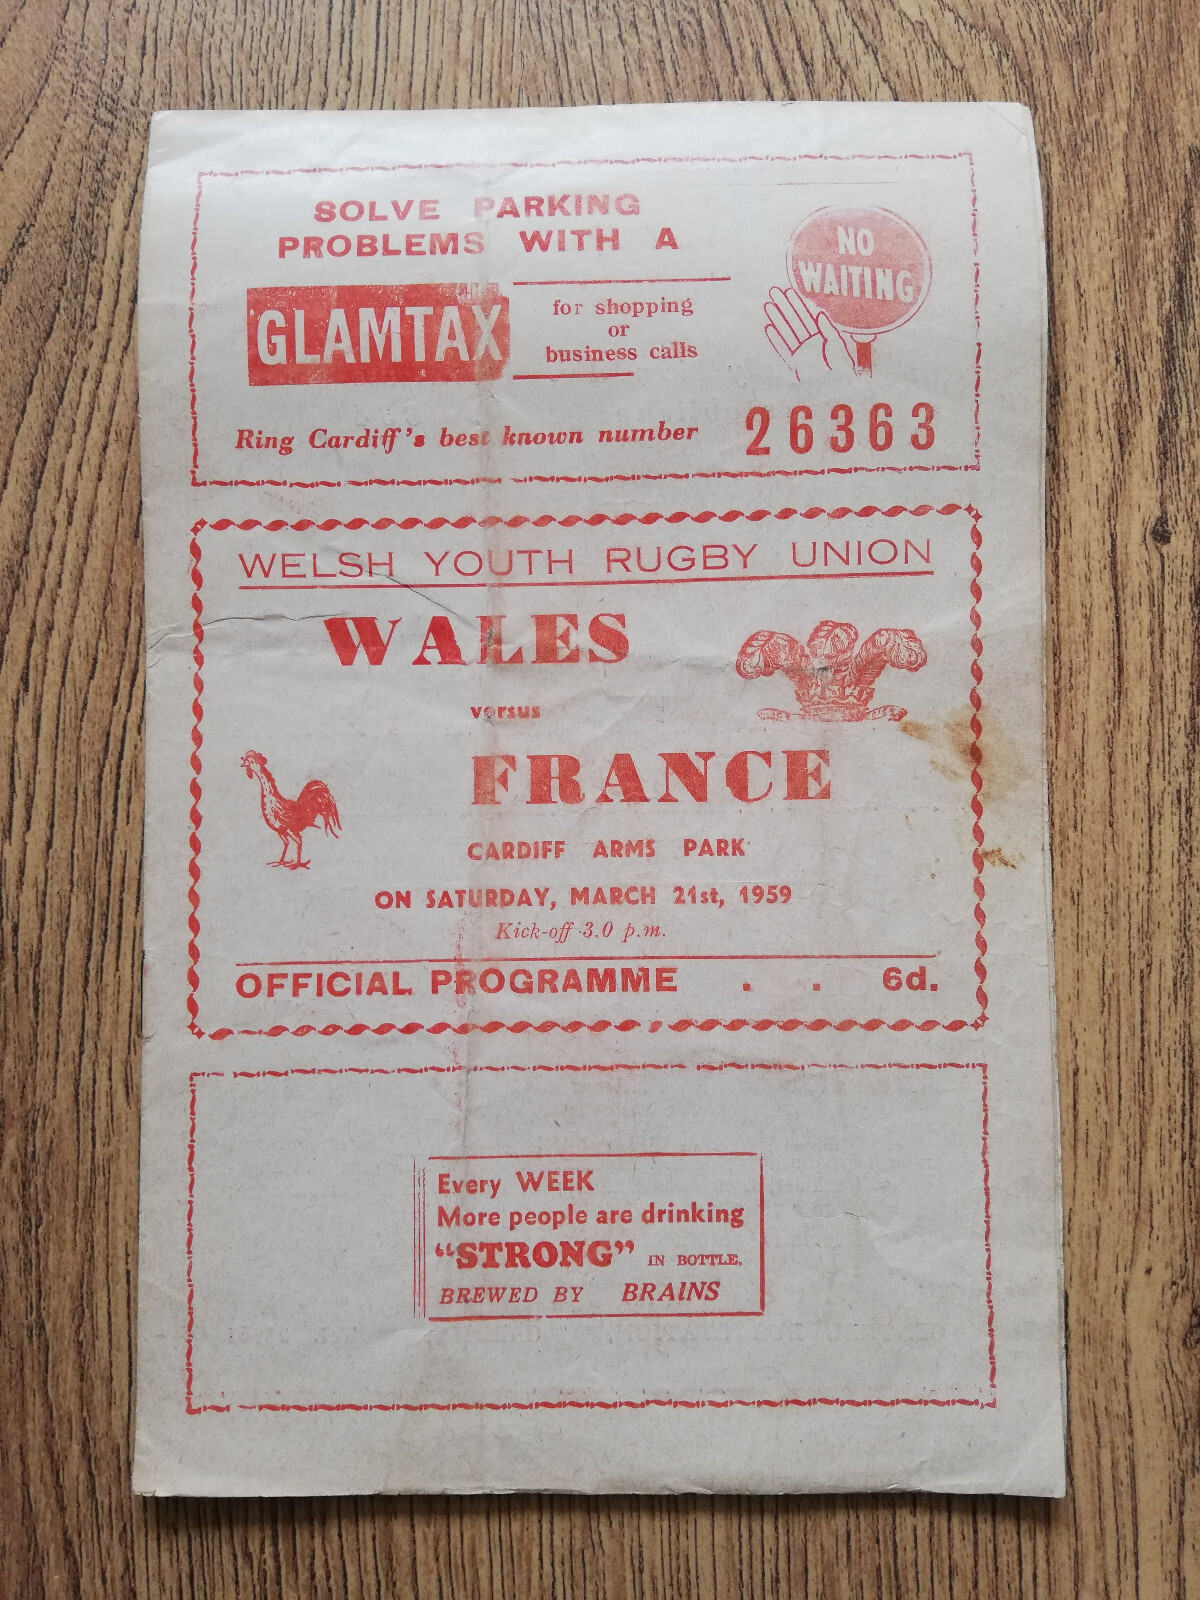 SOLVE PARKING
PROBLEMS WITH A
GLAMTAX
for shopping
or
business calls
NO
WAITING
Ring Cardiff's best known number 26363
WELSH YOUTH RUGBY UNION
WALES
versus
FRANCE
CARDIFF ARMS PARK
ON SATURDAY, MARCH 21st, 1959
Kick-off 3.0 p.m.
OFFICIAL PROGRAMME . . 6d.
Every WEEK
More people are drinking
"STRONG" IN BOTTLE.
BREWED BY BRAINS